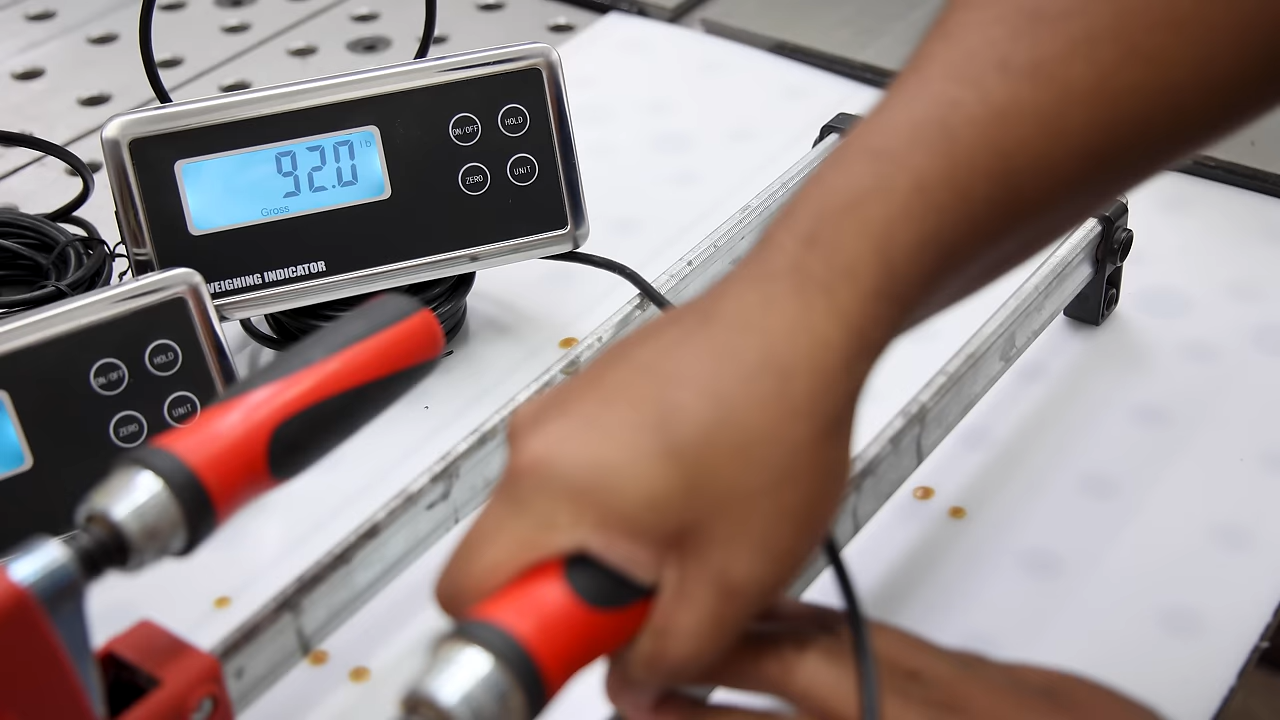 92.0 lb
Gross
ON/OFF HOLD
ZERO UNIT
WEIGHING INDICATOR
ON/OFF HOLD
ZERO UNIT